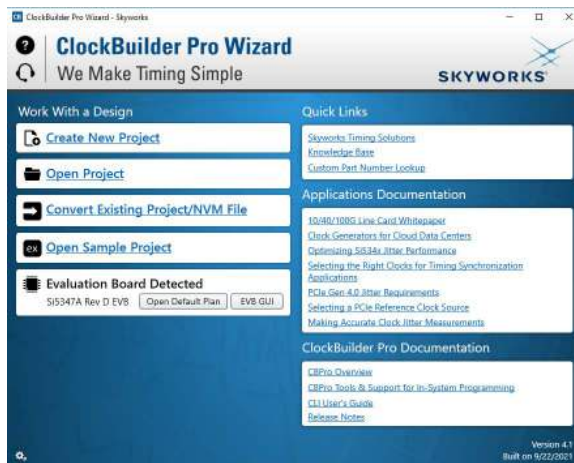 ClockBuilder Pro Wizard - Skyworks
ClockBuilder Pro Wizard
We Make Timing Simple
SKYWORKS
Work With a Design
Create New Project
Open Project
Convert Existing Project/NVM File
ex Open Sample Project
Evaluation Board Detected
Si5347A Rev D EVB Open Default Plan EVB GUI
Quick Links
Skyworks Timing Solutions
Knowledge Base
Custom Part Number Lookup
Applications Documentation
10/40/100G Line Card Whitepaper
Clock Generators for Cloud Data Centers
Optimizing Si534x Jitter Performance
Selecting the Right Clocks for Timing Synchronization
Applications
PCIe Gen 4.0 Jitter Requirements
Selecting a PCIe Reference Clock Source
Making Accurate Clock Jitter Measurements
ClockBuilder Pro Documentation
CBPro Overview
CBPro Tools & Support for In-System Programming
CLI User's Guide
Release Notes
Version 4.1
Built on 9/22/2021